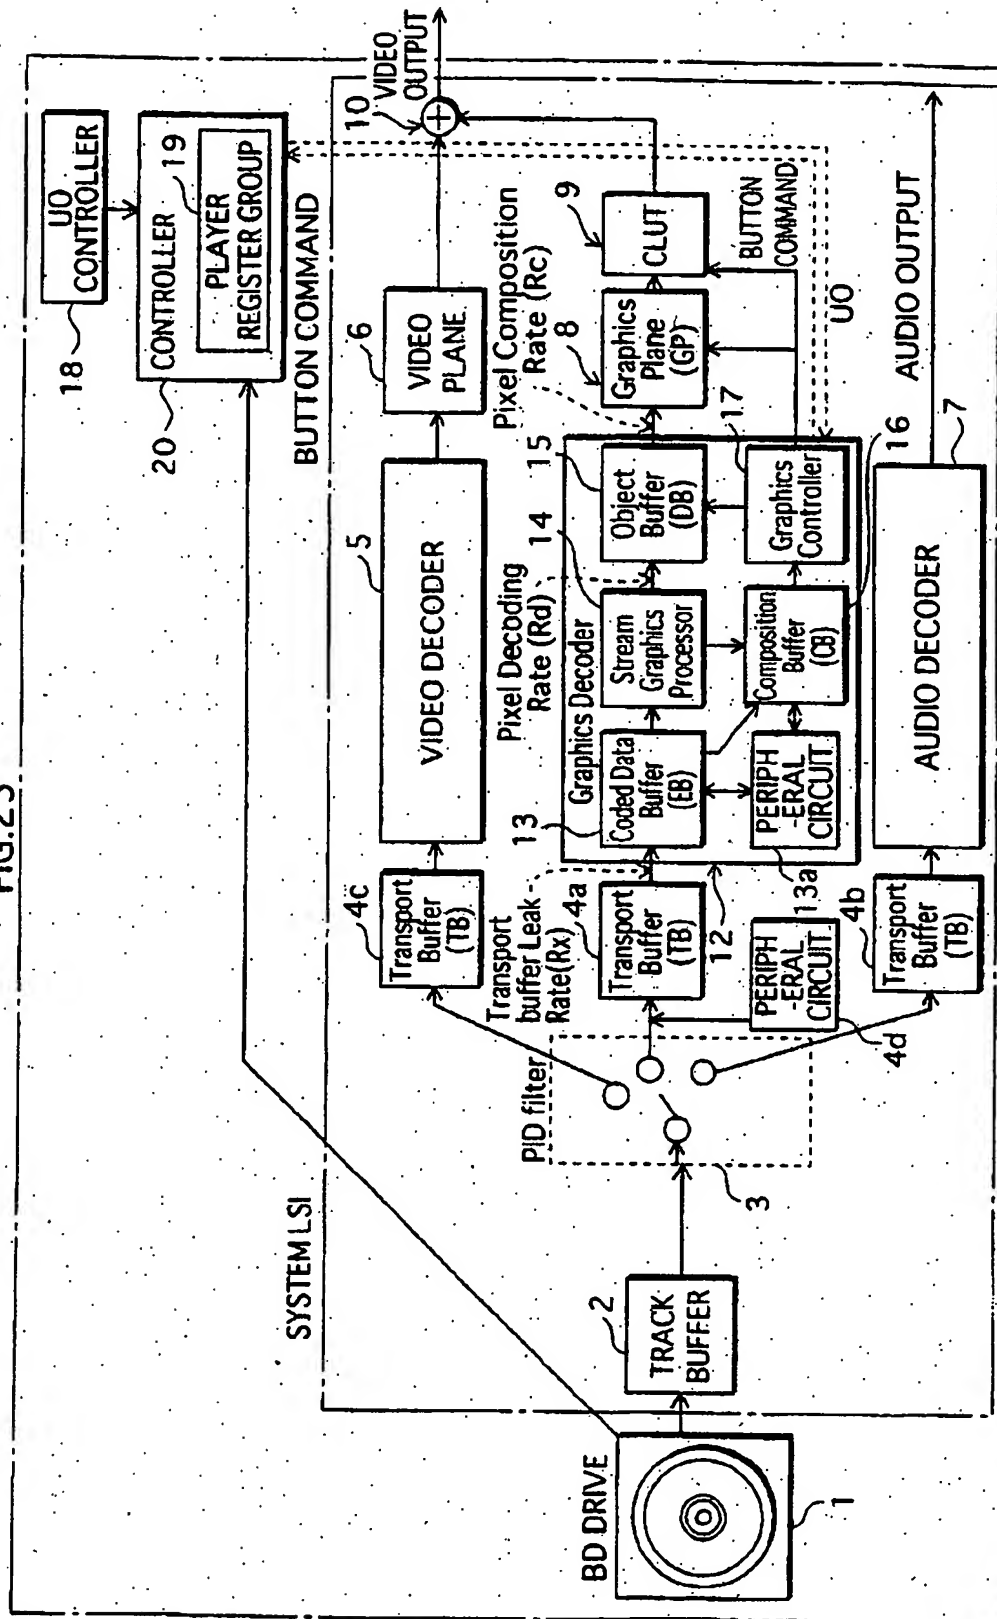 FIG.25
UO
CONTROLLER
18
CONTROLLER
19
PLAYER
REGISTER GROUP
20
BUTTON COMMAND
10
VIDEO
OUTPUT
SYSTEM LSI
BD DRIVE
1
2
TRACK
BUFFER
PID filter
3
4c
Transport
Buffer
(TB)
5
VIDEO DECODER
6
VIDEO
PLANE
Transport
buffer Leak
Rate(Rx)
4a
Transport
Buffer
(TB)
PERIPH
-ERAL
CIRCUIT
4d
12
Graphics Decoder
13
Coded Data
Buffer
(EB)
PERIPH
-ERAL
CIRCUIT
13a
Pixel Decoding
Rate (Rd)
14
Stream
Graphics
Processor
Composition
Buffer
(CB)
16
15
Object
Buffer
(DB)
17
Graphics
Controller
Pixel Composition
Rate (Rc)
8
Graphics
Plane
(GP)
9
CLUT
BUTTON
COMMAND
UO
4b
Transport
Buffer
(TB)
AUDIO DECODER
7
AUDIO OUTPUT